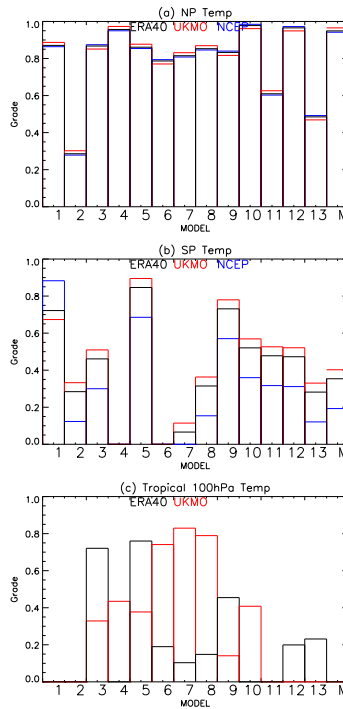 (a) NP Temp
ERA40 UKMO NCEP
1.0
0.8
0.6
0.4
0.2
0.0
Grade
1 2 3 4 5 6 7 8 9 10 11 12 13 M
MODEL
(b) SP Temp
ERA40 UKMO NCEP
1.0
0.8
0.6
0.4
0.2
0.0
Grade
1 2 3 4 5 6 7 8 9 10 11 12 13 M
MODEL
(c) Tropical 100hPa Temp
ERA40 UKMO
1.0
0.8
0.6
0.4
0.2
0.0
Grade
1 2 3 4 5 6 7 8 9 10 11 12 13 M
MODEL